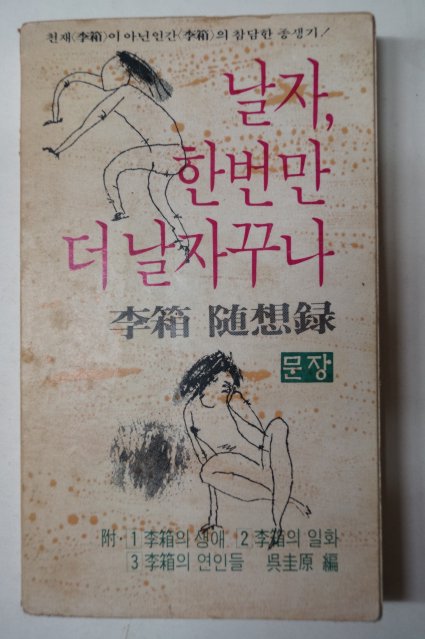 천재〈李箱〉이 아닌 인간〈李箱〉의 참담한 종생기!
날자,
한번만
더 날자꾸나
李箱 随想録
문장
附·1 李箱의 생애 2 李箱의 일화
3 李箱의 연인들 吳圭原 編